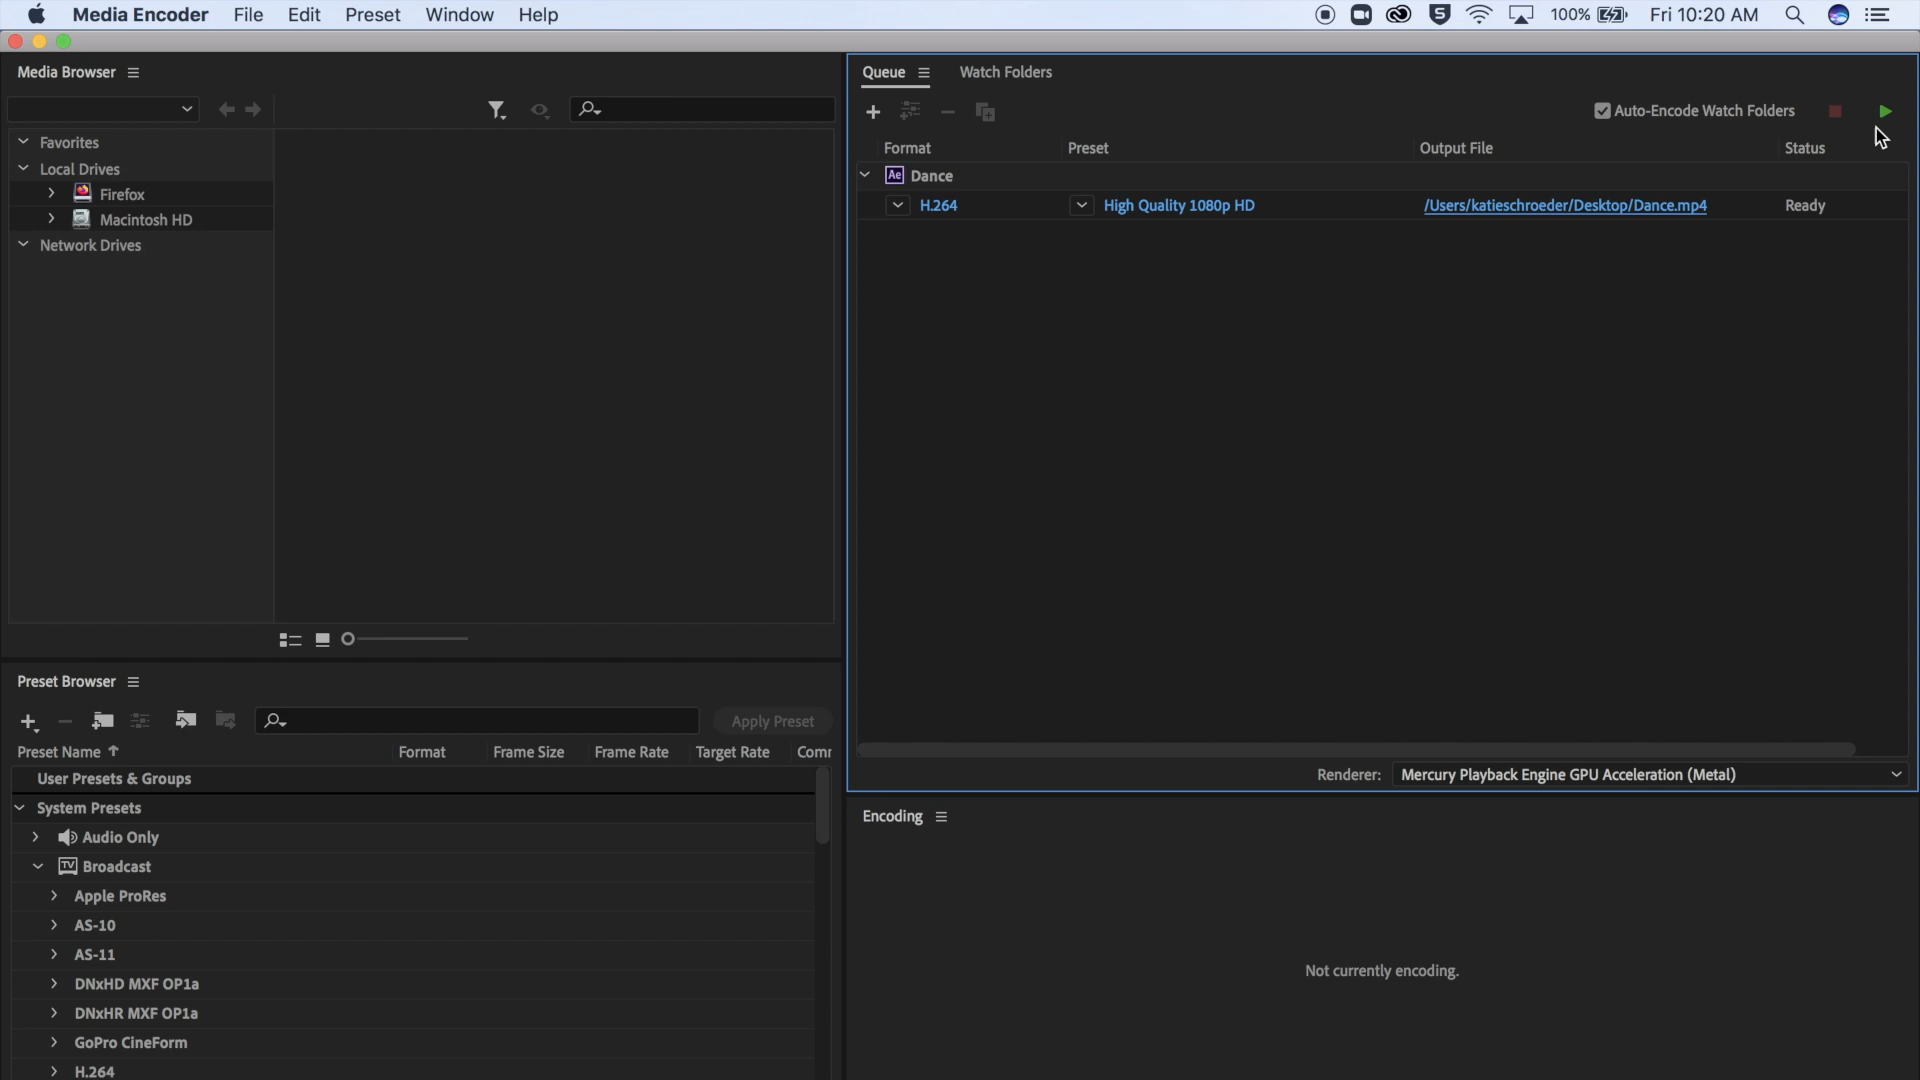 Media Encoder File Edit Preset Window Help 100% Fri 10:20 AM
Media Browser
Favorites
Local Drives
Firefox
Macintosh HD
Network Drives
Queue Watch Folders
Auto-Encode Watch Folders
Format Preset Output File Status
Ae Dance
H.264 High Quality 1080p HD /Users/katieschroeder/Desktop/Dance.mp4 Ready
Renderer: Mercury Playback Engine GPU Acceleration (Metal)
Preset Browser
Apply Preset
Preset Name Format Frame Size Frame Rate Target Rate Comr
User Presets & Groups
System Presets
Audio Only
TV Broadcast
Apple ProRes
AS-10
AS-11
DNxHD MXF OP1a
DNxHR MXF OP1a
GoPro CineForm
H.264
Encoding
Not currently encoding.